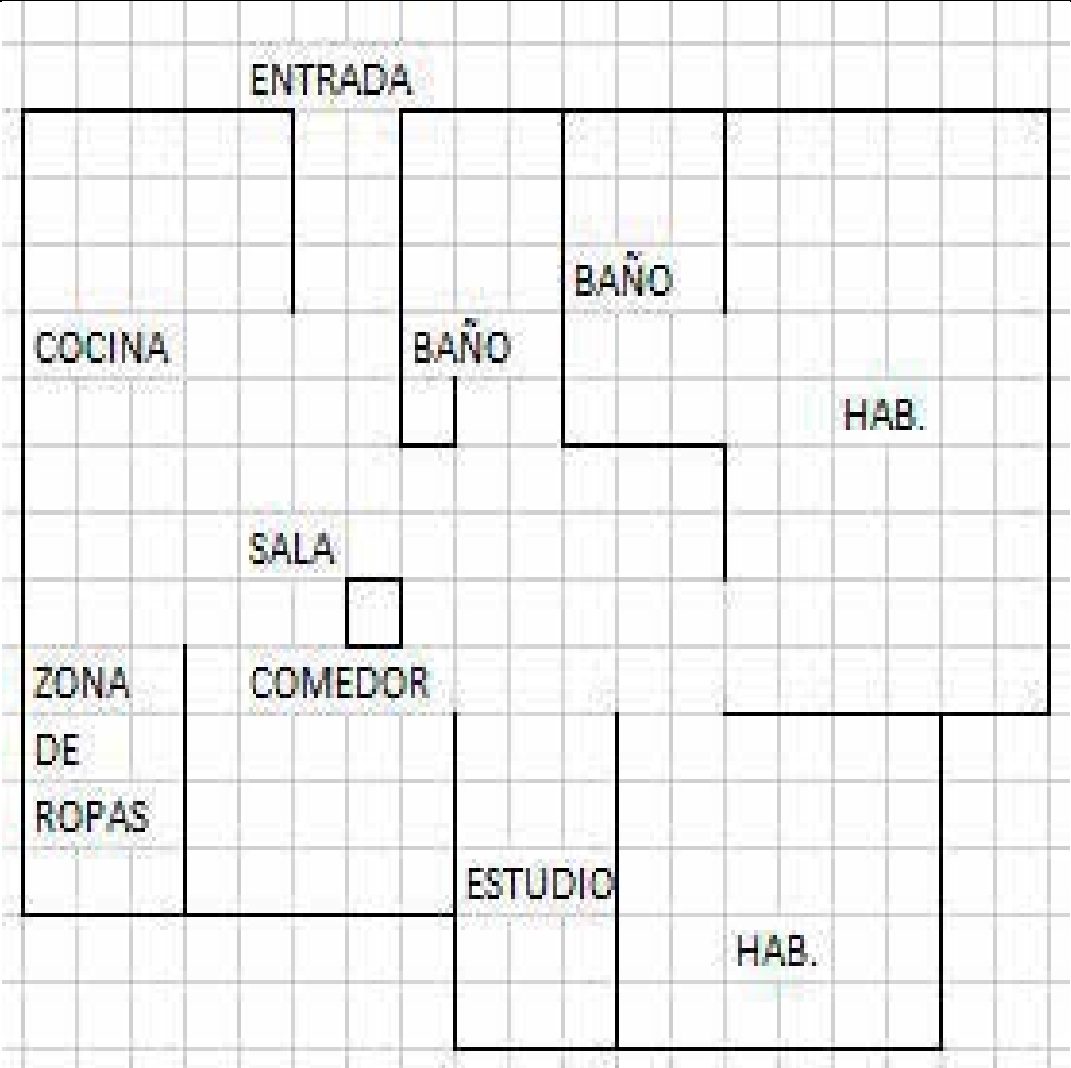 ENTRADA
BAÑO
COCINA
BAÑO
HAB.
SALA
ZONA
DE
ROPAS
COMEDOR
ESTUDIO
HAB.